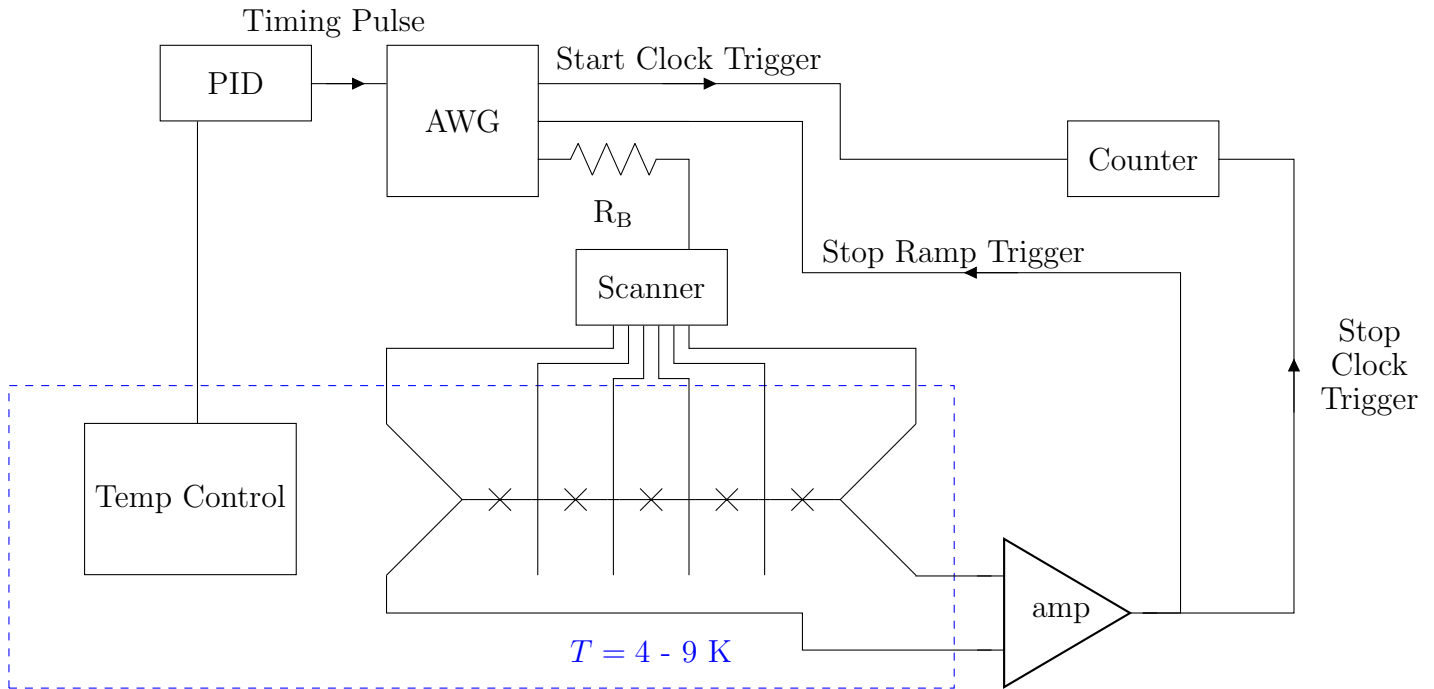 Timing Pulse
PID
AWG
Start Clock Trigger
Counter
R_B
Stop Ramp Trigger
Scanner
Stop
Clock
Trigger
Temp Control
amp
T = 4 - 9 K